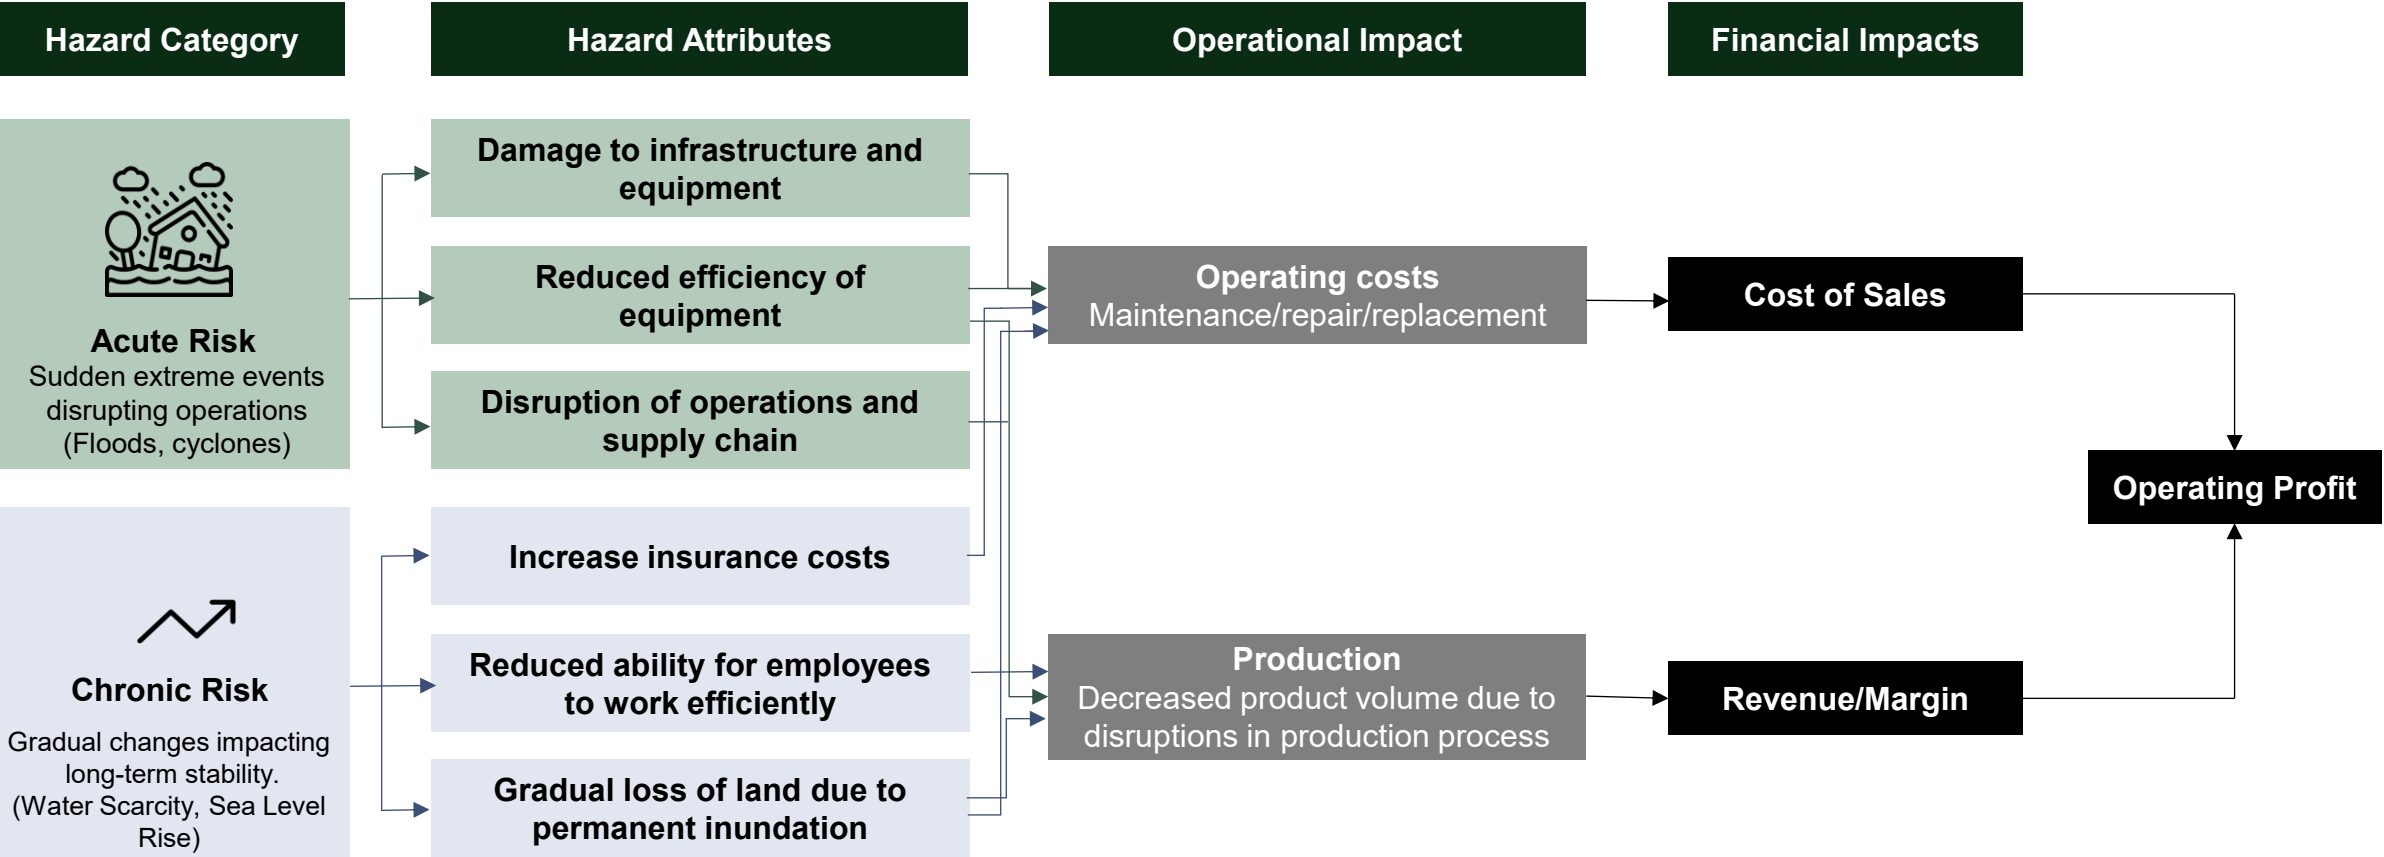 Hazard Category
Hazard Attributes
Operational Impact
Financial Impacts
Acute Risk
Sudden extreme events
disrupting operations
(Floods, cyclones)
Damage to infrastructure and
equipment
Reduced efficiency of
equipment
Disruption of operations and
supply chain
Chronic Risk
Gradual changes impacting
long-term stability.
(Water Scarcity, Sea Level
Rise)
Increase insurance costs
Reduced ability for employees
to work efficiently
Gradual loss of land due to
permanent inundation
Operating costs
Maintenance/repair/replacement
Production
Decreased product volume due to
disruptions in production process
Cost of Sales
Revenue/Margin
Operating Profit